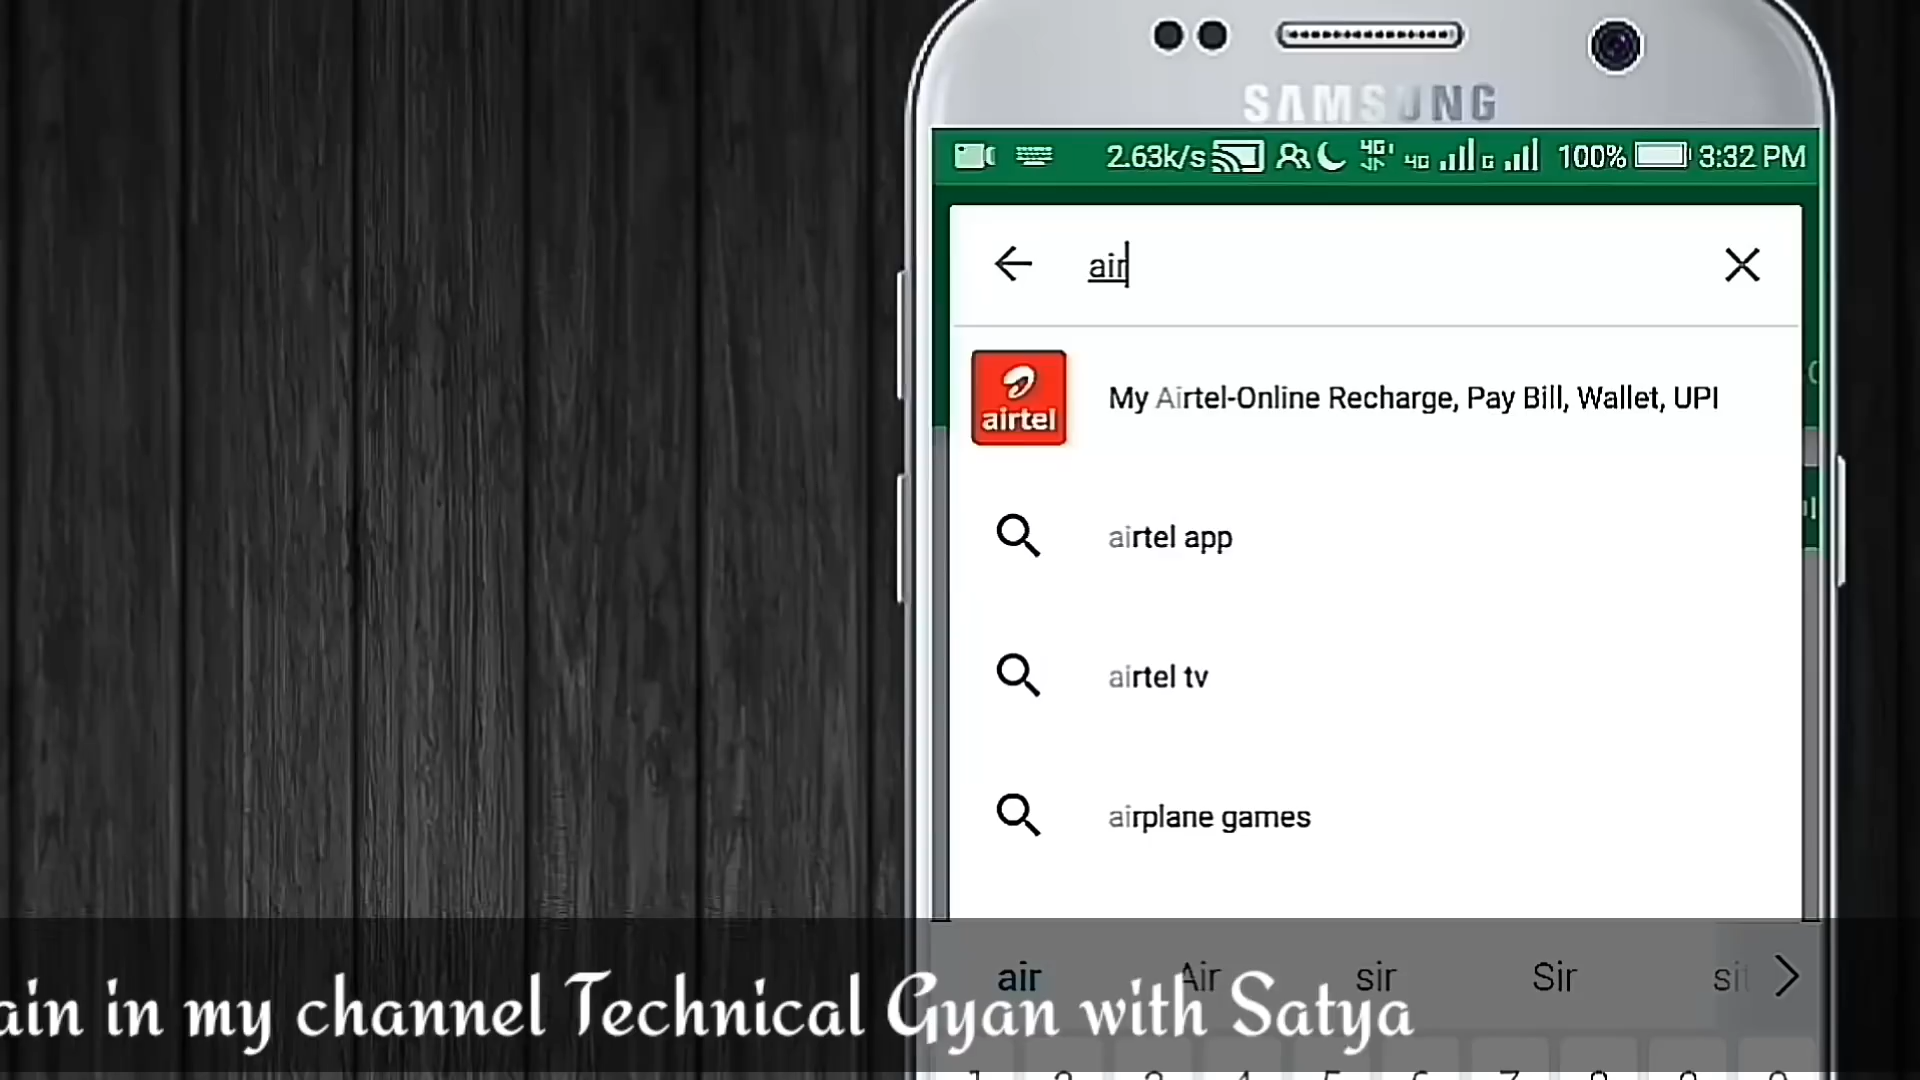 SAMSUNG
2.63k/s 4G 4G G 100% 3:32 PM
air
airtel
My Airtel-Online Recharge, Pay Bill, Wallet, UPI
airtel app
airtel tv
airplane games
air Air sir Sir
ain in my channel Technical Gyan with Satya